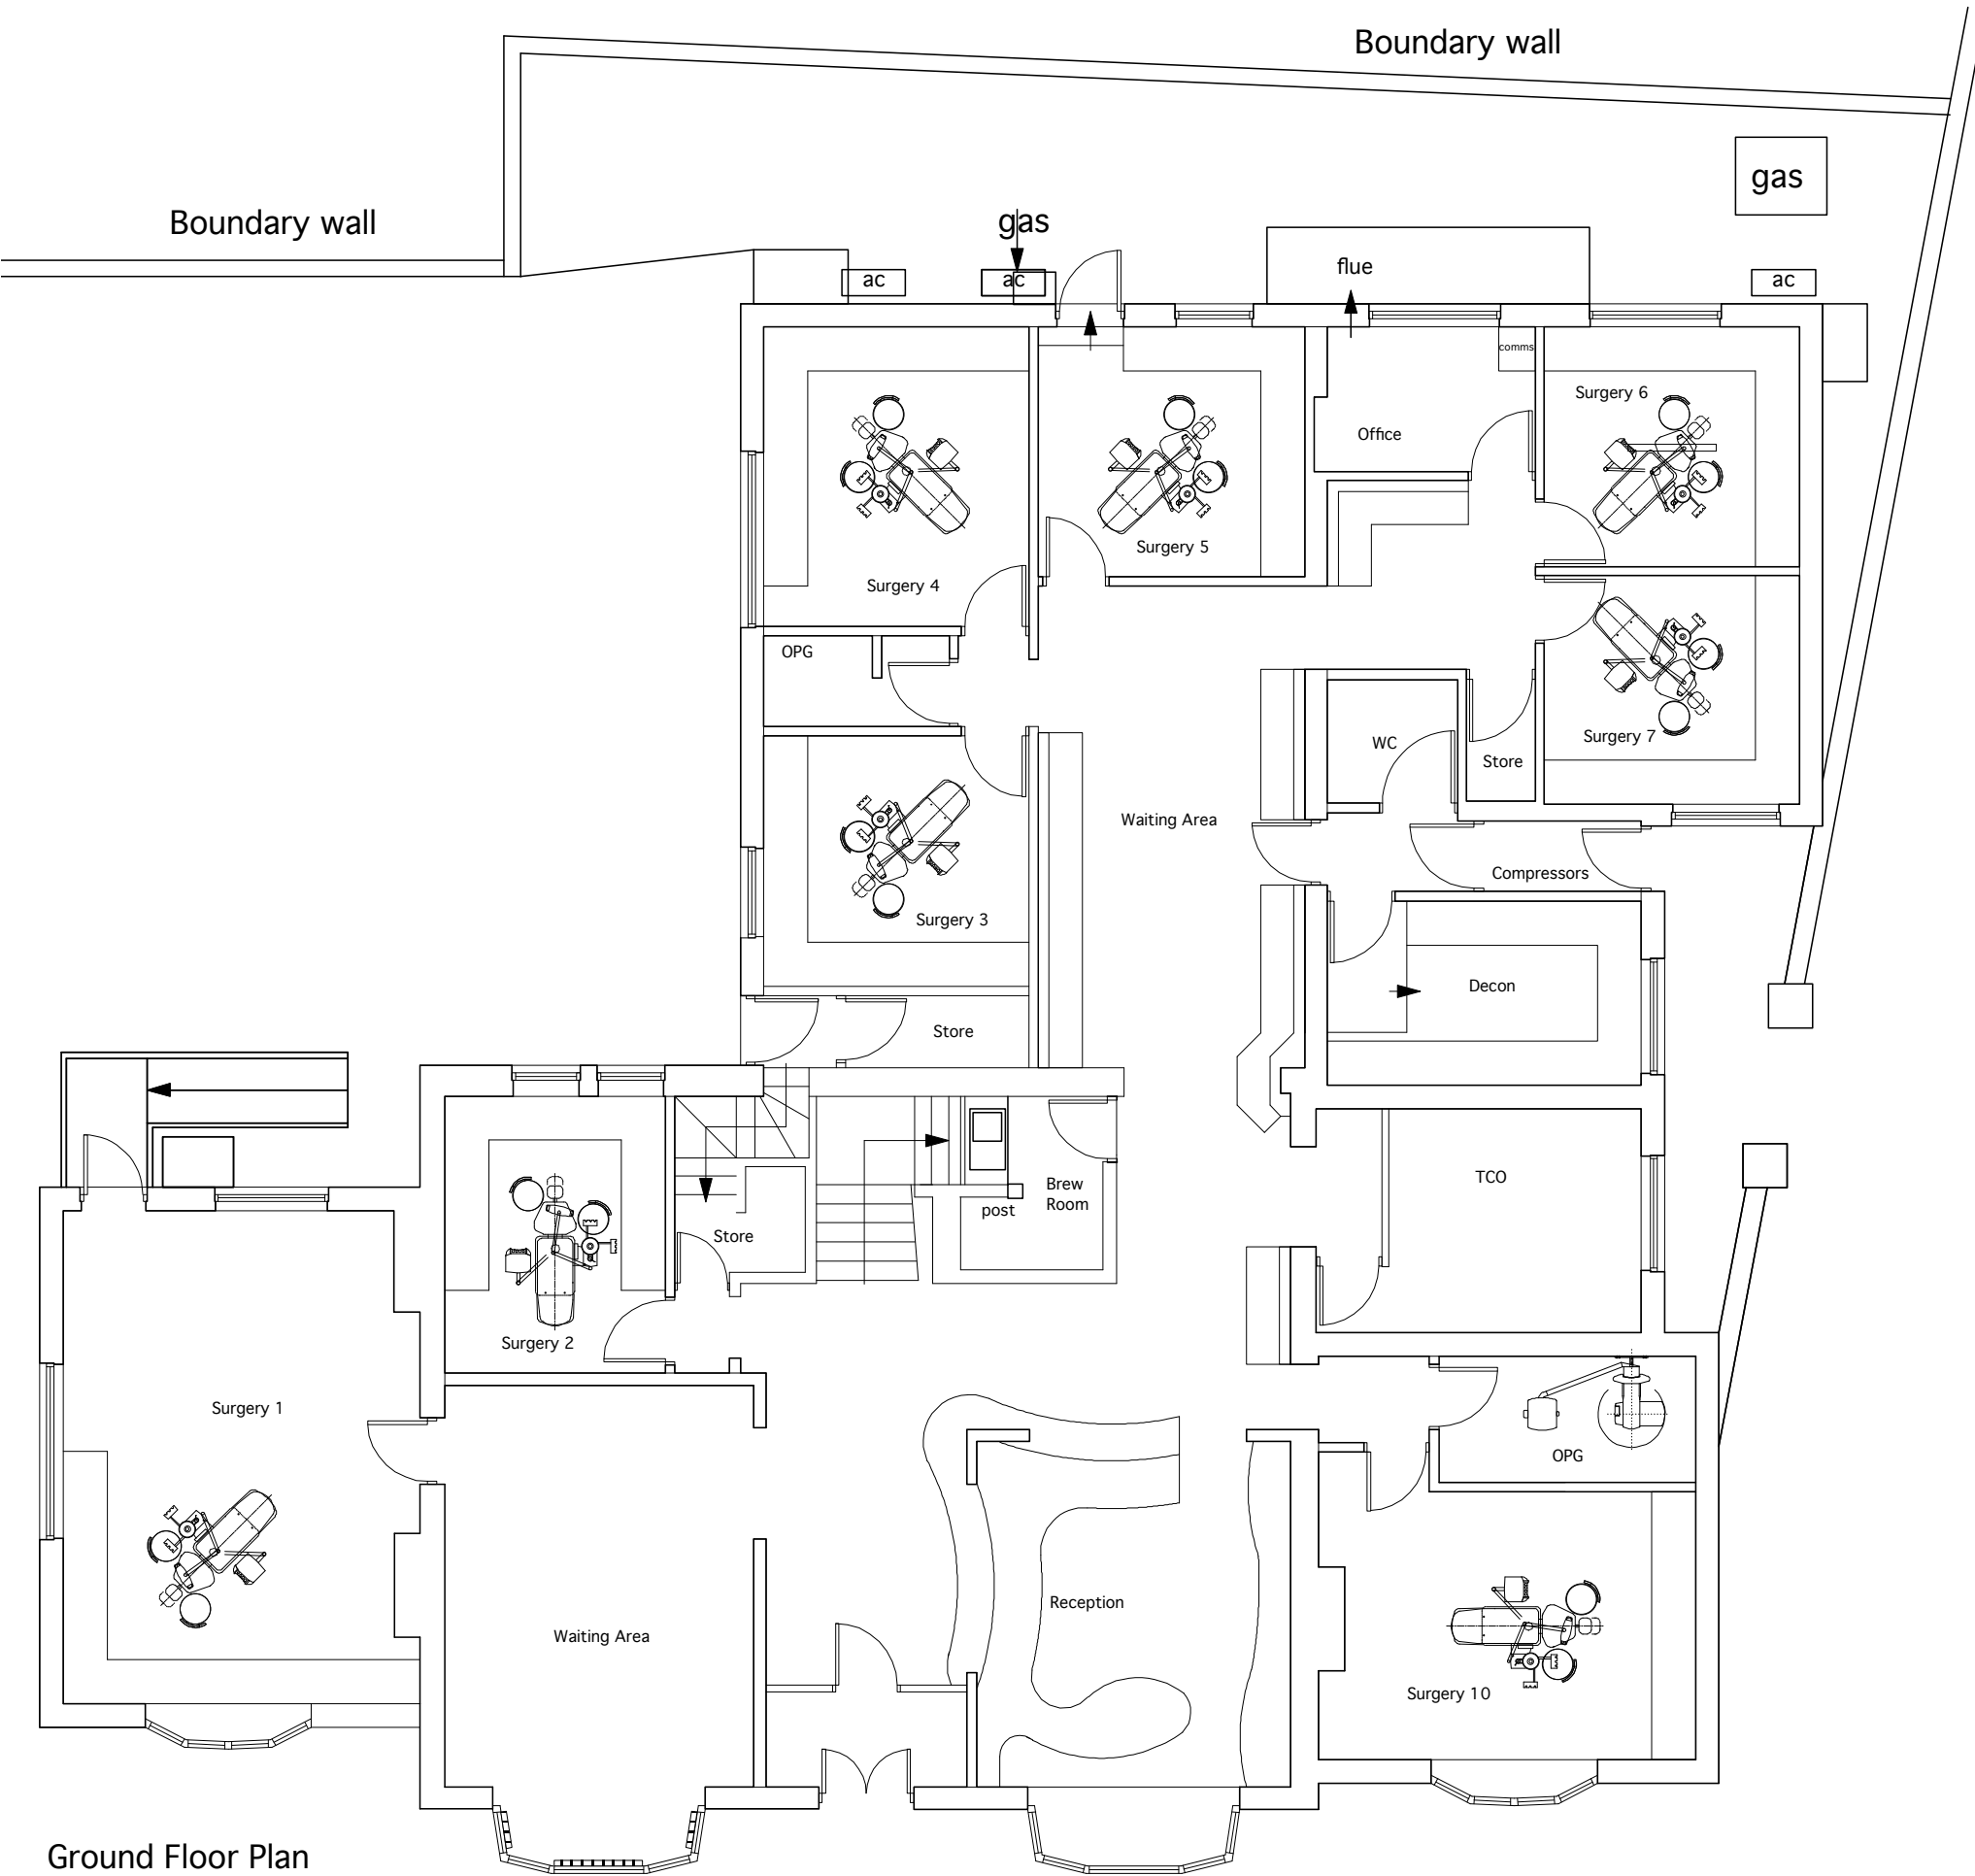 Boundary wall
gas
Boundary wall
gas
flue
ac
ac
ac
comms
Surgery 6
Office
Surgery 5
Surgery 4
OPG
Surgery 7
WC
Store
Waiting Area
Compressors
Surgery 3
Decon
Store
TCO
Brew
Room
post
Store
Surgery 2
Surgery 1
OPG
Reception
Waiting Area
Surgery 10
Ground Floor Plan